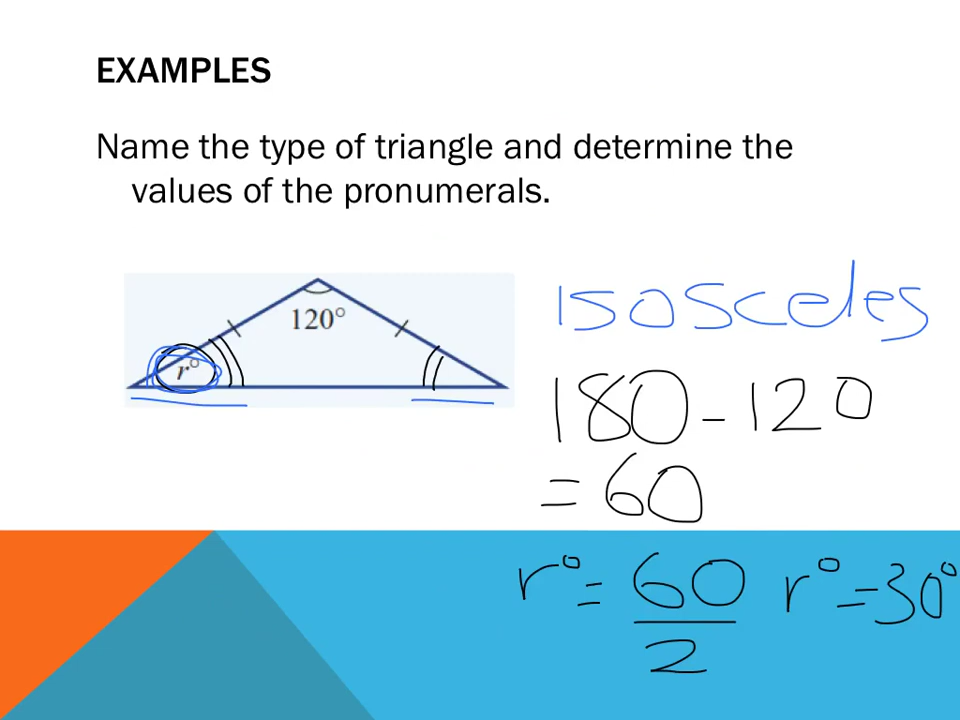 EXAMPLES
Name the type of triangle and determine the
values of the pronumerals.
120°
r°
isosceles
180-120
=60
r°=60/2 r°=30°